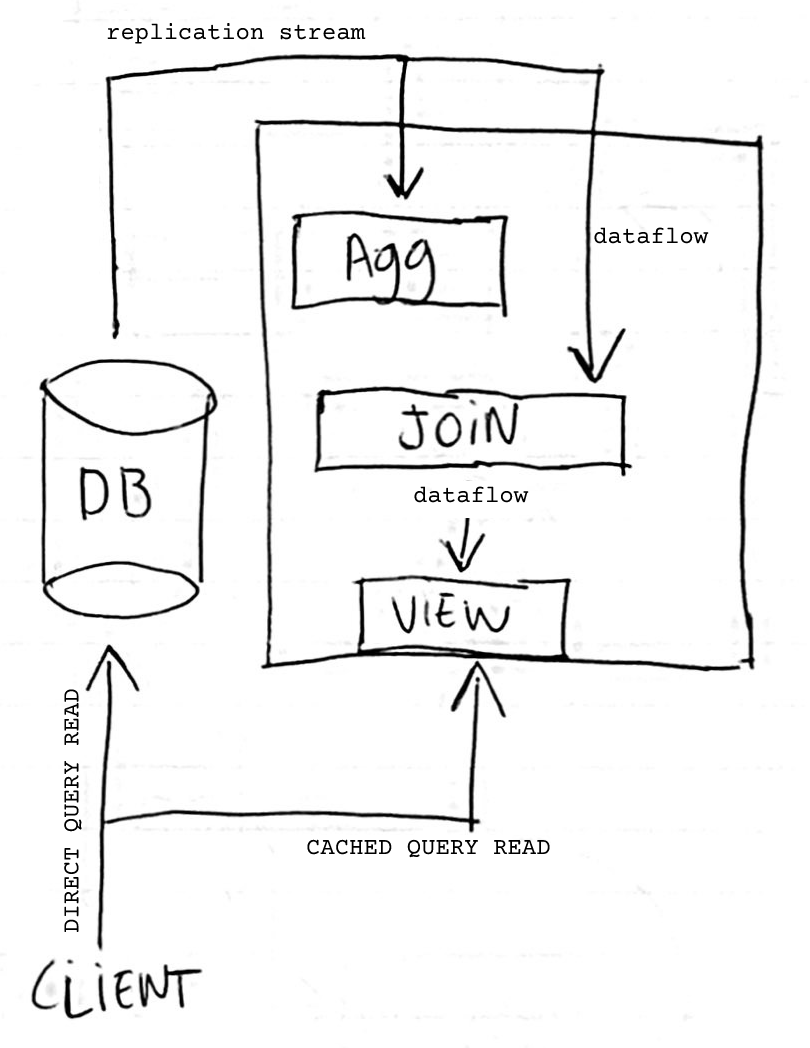 replication stream
Agg
dataflow
JOIN
DB
dataflow
VIEW
DIRECT QUERY READ
CACHED QUERY READ
CLIENT